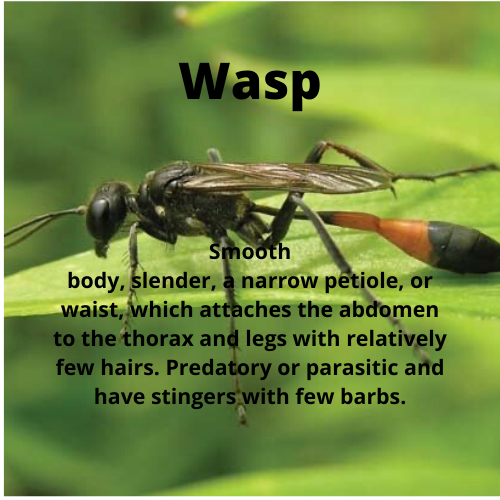 Wasp
Smooth
body, slender, a narrow petiole, or
waist, which attaches the abdomen
to the thorax and legs with relatively
few hairs. Predatory or parasitic and
have stingers with few barbs.